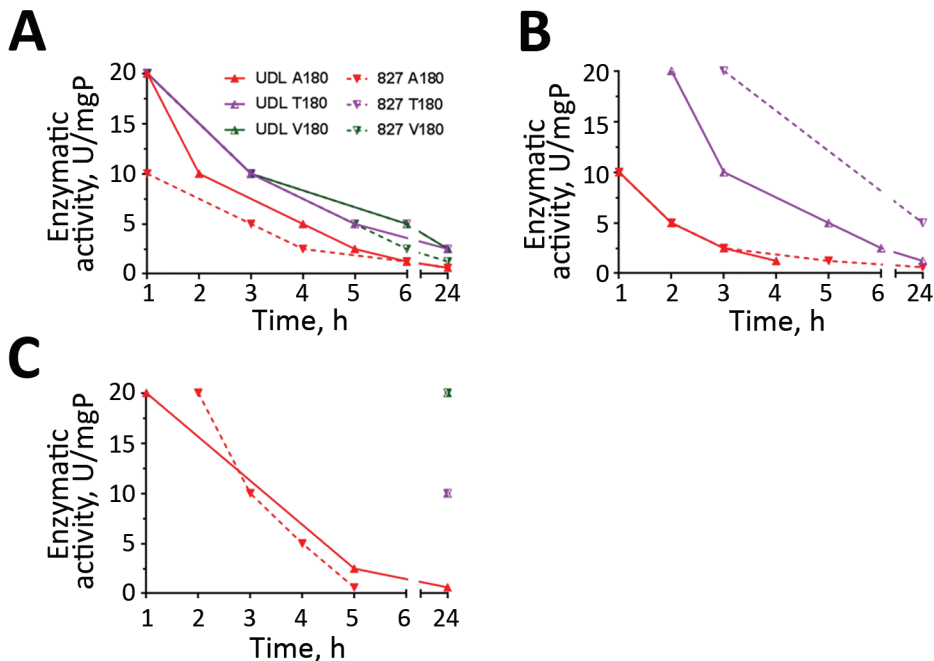 A
Enzymatic
activity, U/mgP
20
15
10
5
0
UDL A180
827 A180
UDL T180
827 T180
UDL V180
827 V180
1 2 3 4 5 6 24
Time, h
B
Enzymatic
activity, U/mgP
20
15
10
5
0
1 2 3 4 5 6 24
Time, h
C
Enzymatic
activity, U/mgP
20
15
10
5
0
1 2 3 4 5 6 24
Time, h